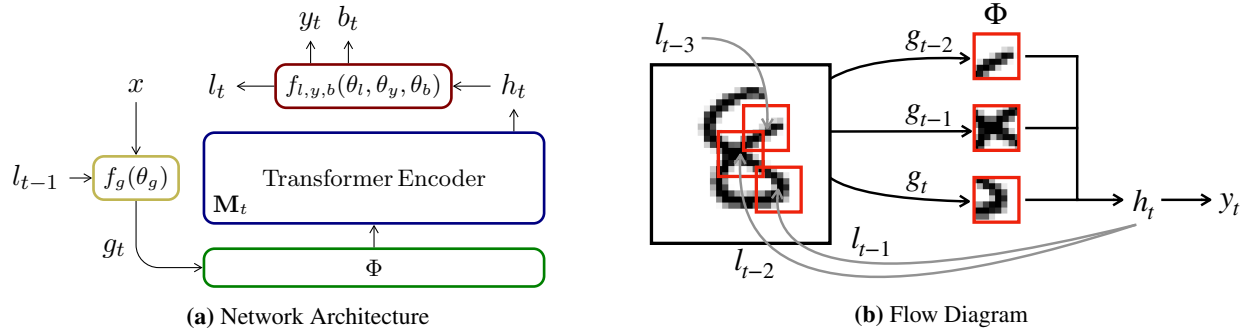 y_t b_t
l_t f_{l,y,b}(θ_l, θ_y, θ_b) h_t
x
l_{t−1} f_g(θ_g)
Transformer Encoder
M_t
g_t Φ
(a) Network Architecture
Φ
l_{t−3} g_{t−2}
g_{t−1}
g_t
h_t y_t
l_{t−1}
l_{t−2}
(b) Flow Diagram